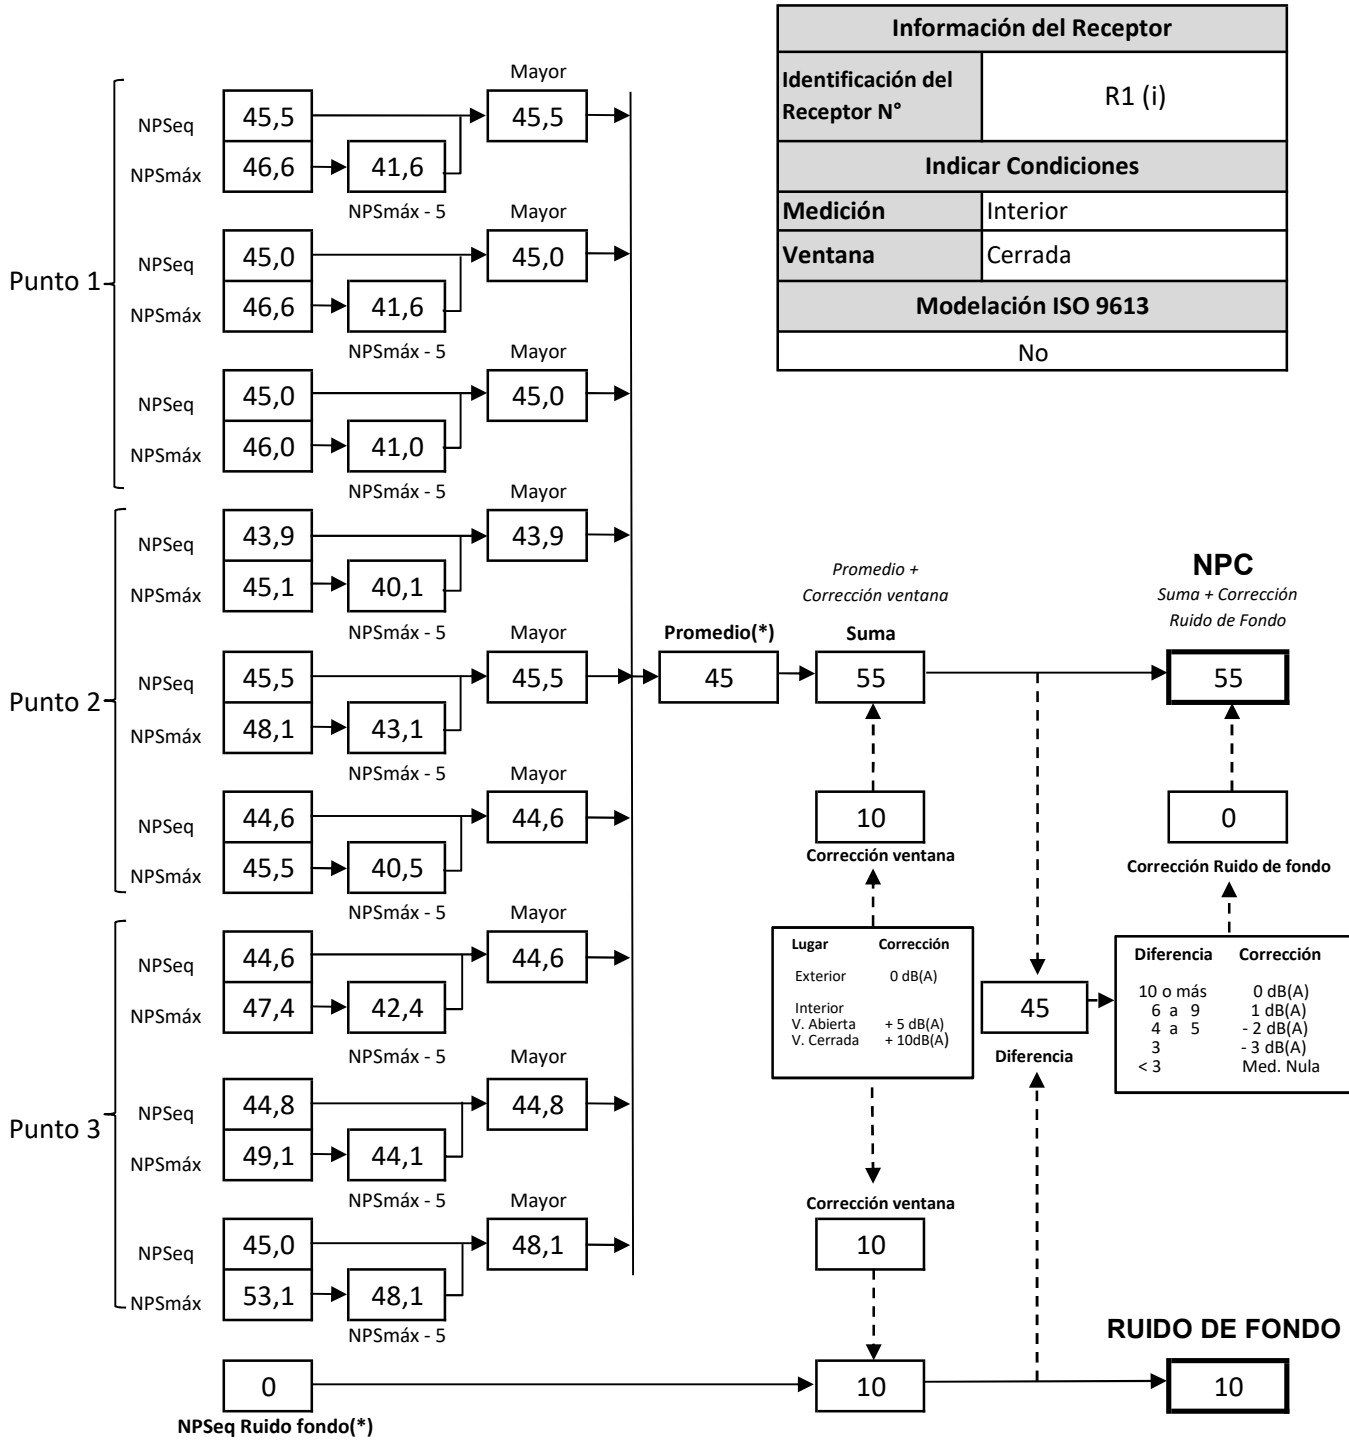 Información del Receptor
Identificación del Receptor N°
R1 (i)
Indicar Condiciones
Medición Interior
Ventana Cerrada
Modelación ISO 9613
No
Punto 1
Mayor
NPSeq 45,5 45,5
NPSmáx 46,6 41,6
NPSmáx - 5
Mayor
NPSeq 45,0 45,0
NPSmáx 46,6 41,6
NPSmáx - 5
Mayor
NPSeq 45,0 45,0
NPSmáx 46,0 41,0
NPSmáx - 5
Punto 2
Mayor
NPSeq 43,9 43,9
NPSmáx 45,1 40,1
NPSmáx - 5
Mayor
NPSeq 45,5 45,5
NPSmáx 48,1 43,1
NPSmáx - 5
Mayor
NPSeq 44,6 44,6
NPSmáx 45,5 40,5
NPSmáx - 5
Punto 3
Mayor
NPSeq 44,6 44,6
NPSmáx 47,4 42,4
NPSmáx - 5
Mayor
NPSeq 44,8 44,8
NPSmáx 49,1 44,1
NPSmáx - 5
Mayor
NPSeq 45,0 48,1
NPSmáx 53,1 48,1
NPSmáx - 5
0
NPSeq Ruido fondo(*)
Promedio(*)
45
Promedio +
Corrección ventana
Suma
55
10
Corrección ventana
Lugar Corrección
Exterior 0 dB(A)
Interior
V. Abierta + 5 dB(A)
V. Cerrada + 10dB(A)
Corrección ventana
10
10
45
Diferencia
NPC
Suma + Corrección
Ruido de Fondo
55
0
Corrección Ruido de fondo
Diferencia Corrección
10 o más 0 dB(A)
6 a 9 1 dB(A)
4 a 5 - 2 dB(A)
3 - 3 dB(A)
< 3 Med. Nula
RUIDO DE FONDO
10